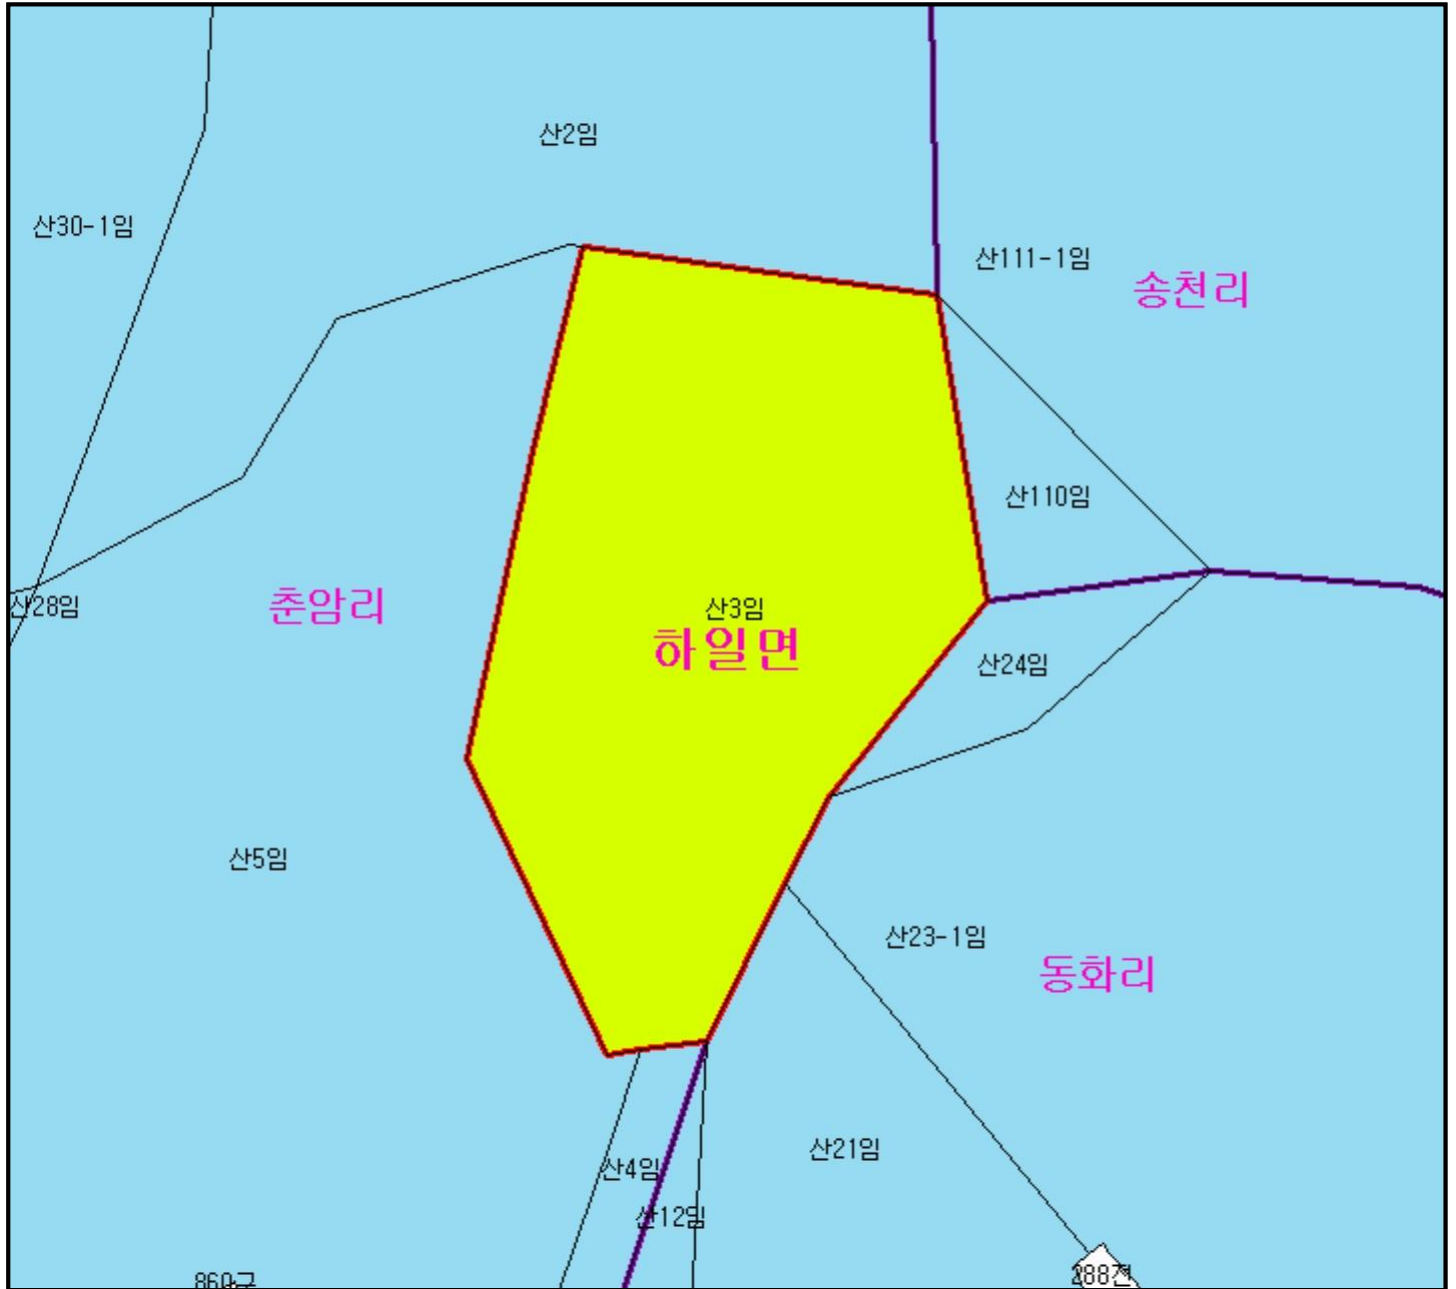 산2임
산30-1임
산111-1임
송천리
산110임
산28임
춘암리
산3임
하일면
산24임
산5임
산23-1임
동화리
산21임
산4임
산12임
288전